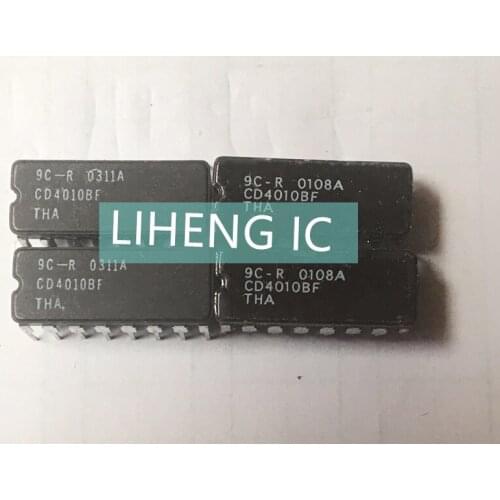 9C-R 0311A
CD4010BF
THA
9C-R 0108A
CD4010BF
THA
LIHENG IC
9C-R 0311A
CD4010BF
THA
9C-R 0108A
CD4010BF
THA